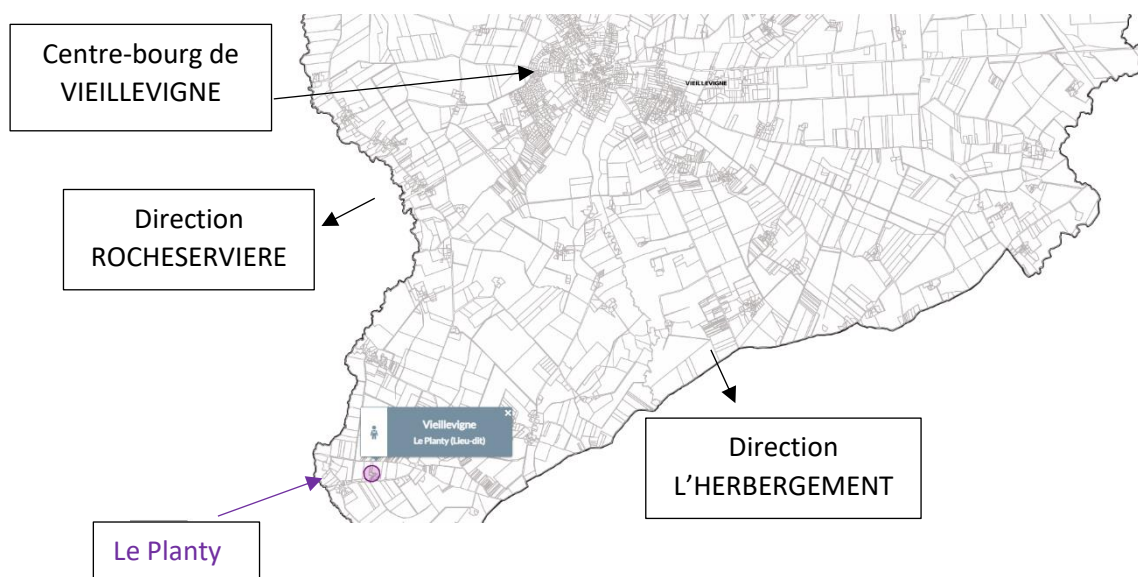 Centre-bourg de
VIEILLEVIGNE
VIEILLEVIGNE
Direction
ROCHESERVIERE
Vieillevigne
Le Planty (Lieu-dit)
Direction
L'HERBERGEMENT
Le Planty